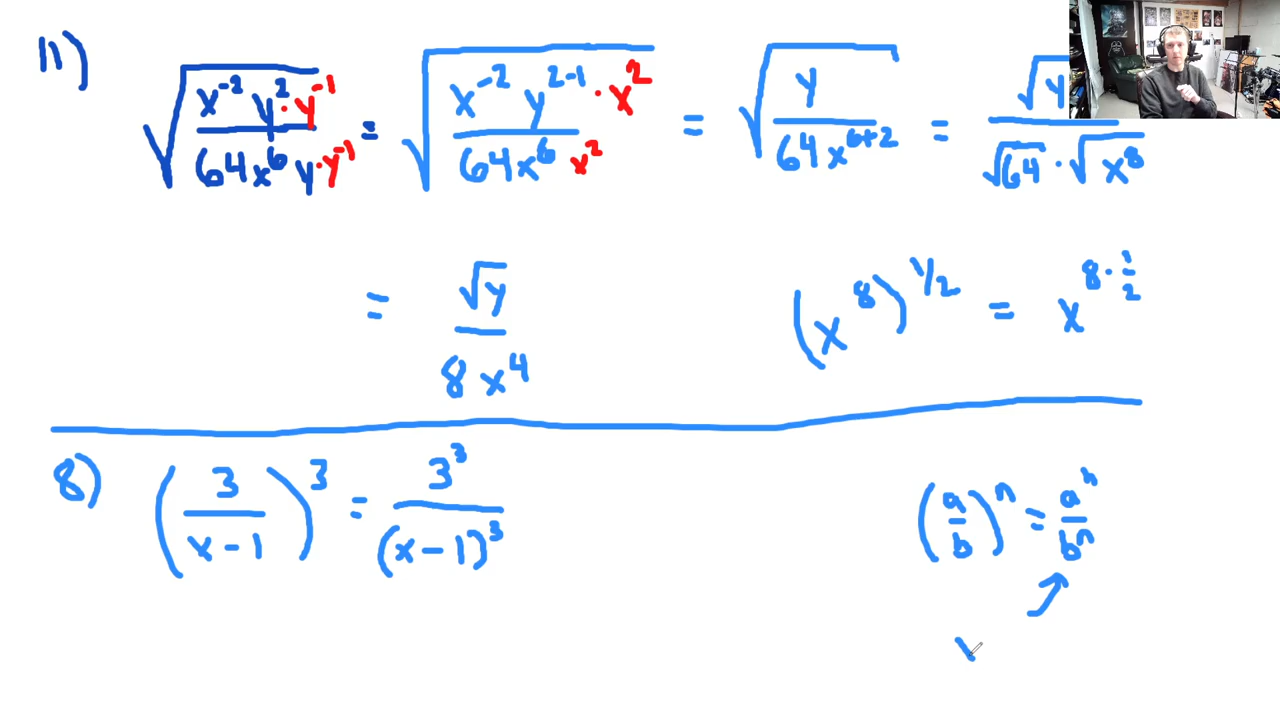 11) √(x⁻² y² · y⁻¹ / 64x⁶ y · y⁻¹) = √(x⁻² y²⁻¹ · x² / 64x⁶ x²) = √(y / 64x⁶⁺²) = √y / √64 · √x⁸
= √y / 8x⁴
(x⁸)^1/2 = x^8 · 1/2
8) (3 / x − 1)³ = 3³ / (x − 1)³
(a / b)ⁿ = aⁿ / bⁿ